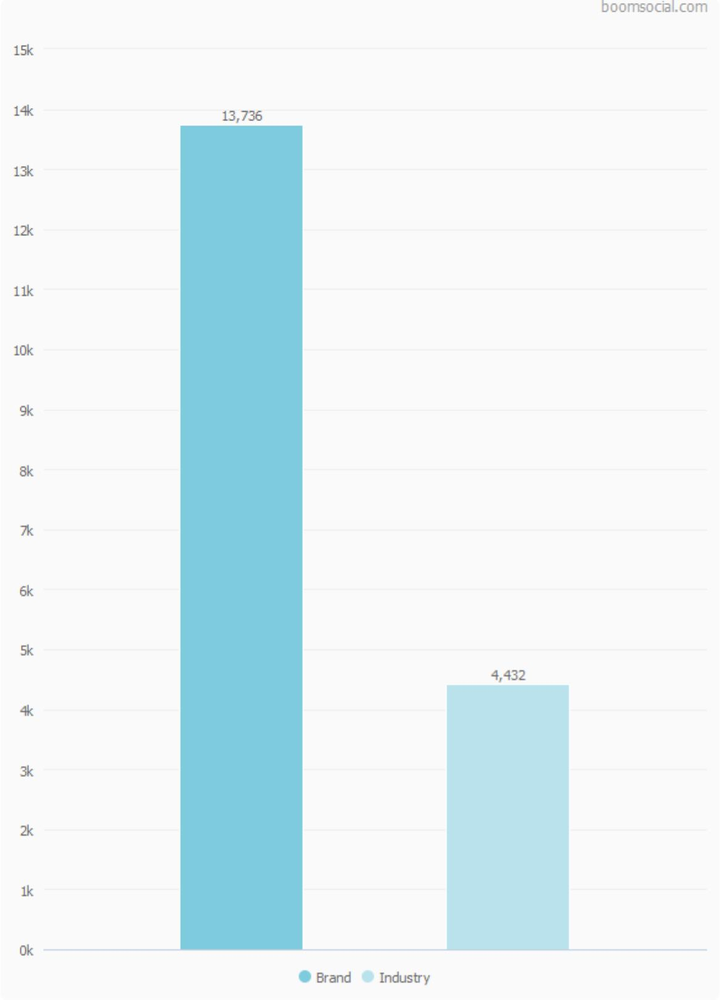 boomsocial.com
15k
14k
13,736
13k
12k
11k
10k
9k
8k
7k
6k
5k
4,432
4k
3k
2k
1k
0k
Brand Industry